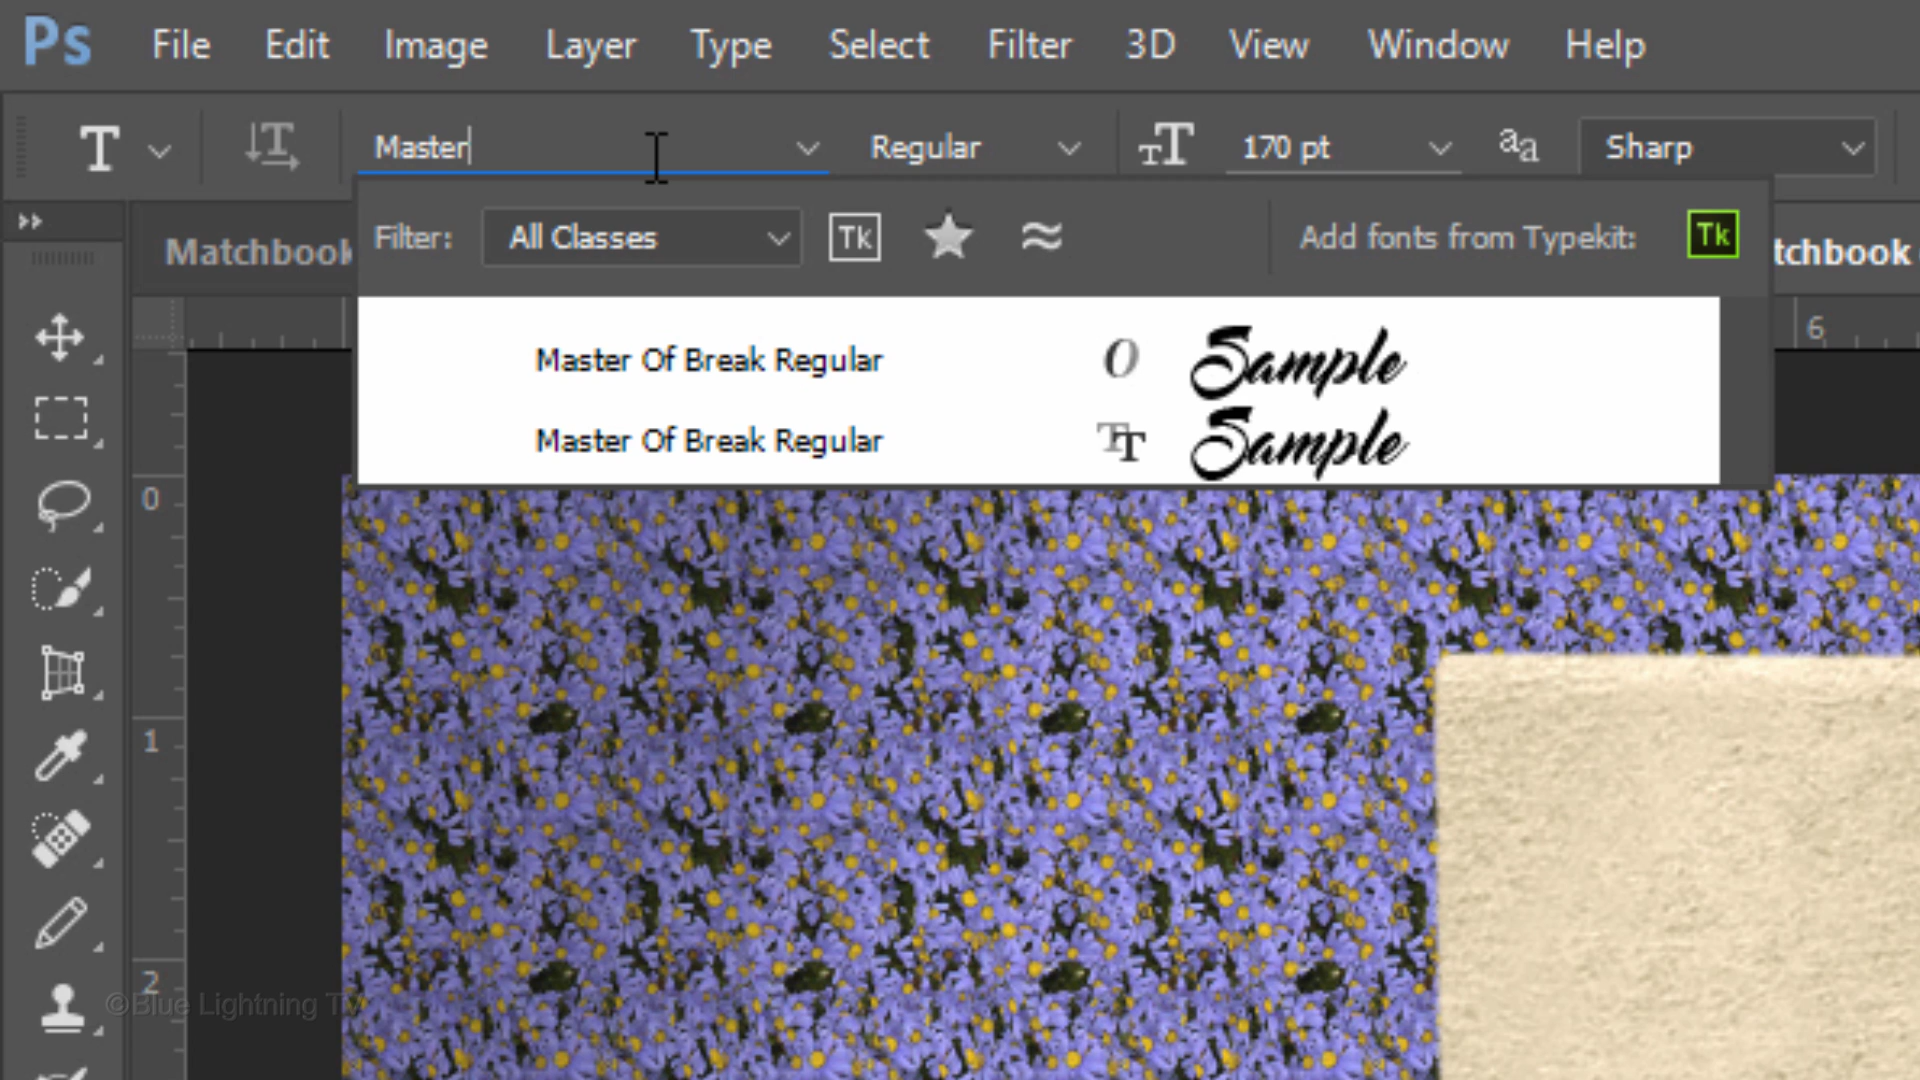 Ps File Edit Image Layer Type Select Filter 3D View Window Help
T Master Regular 170 pt aa Sharp
Filter: All Classes Tk Add fonts from Typekit: Tk
Matchbook tchbook
6
Master Of Break Regular O Sample
Master Of Break Regular Sample
0
1
2
©Blue Lightning TV